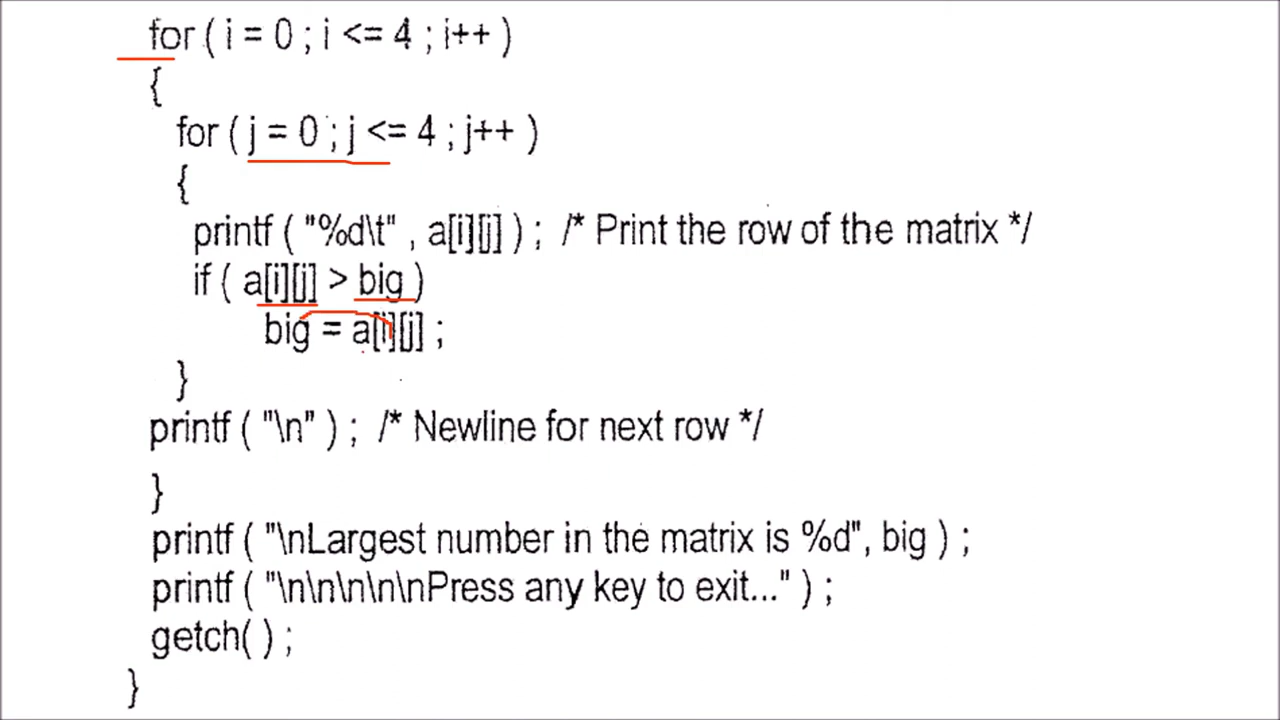 for ( i = 0 ; i <= 4 ; i++ )
{
for ( j = 0 ; j <= 4 ; j++ )
{
printf ( "%d\t" , a[i][j] ) ; /* Print the row of the matrix */
if ( a[i][j] > big )
big = a[i][j] ;
}
printf ( "\n" ) ; /* Newline for next row */
}
printf ( "\nLargest number in the matrix is %d", big ) ;
printf ( "\n\n\n\n\nPress any key to exit..." ) ;
getch( ) ;
}